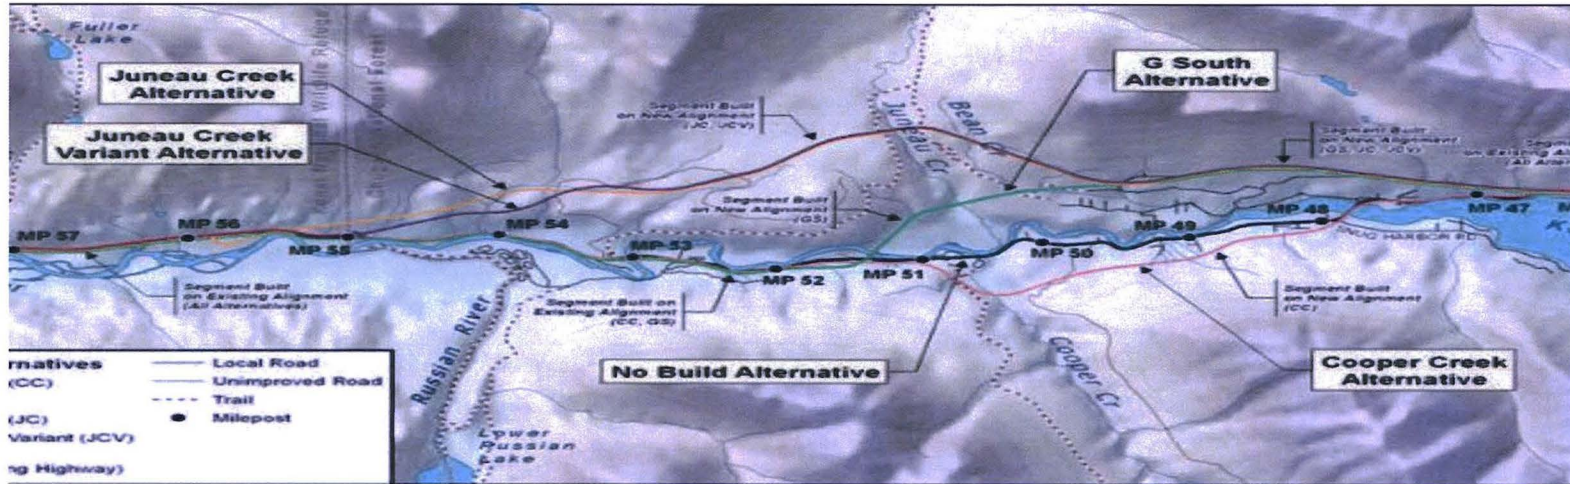 Fuller
Lake
Juneau Creek
Alternative
Juneau Creek
Variant Alternative
Segment Built
on New Alignment
(JC, JCV)
Juneau Cr
Bean Cr
G South
Alternative
Segment Built
on New Alignment
(GS, JC, JCV)
on Existing
Segment Built
on New Alignment
(GS)
MP 57
MP 56
MP 55
MP 54
MP 53
MP 52
MP 51
MP 50
MP 49
MP 48
MP 47
SNUG HARBOR RD
Segment Built
on Existing Alignment
(All Alternatives)
Segment Built on
Existing Alignment
(CC, GS)
Segment Built
on New Alignment
(CC)
Russian River
No Build Alternative
Cooper Cr
Cooper Creek
Alternative
Lower
Russian
Lake
rnatives
(CC)
(JC)
Variant (JCV)
ng Highway)
Local Road
Unimproved Road
Trail
Milepost